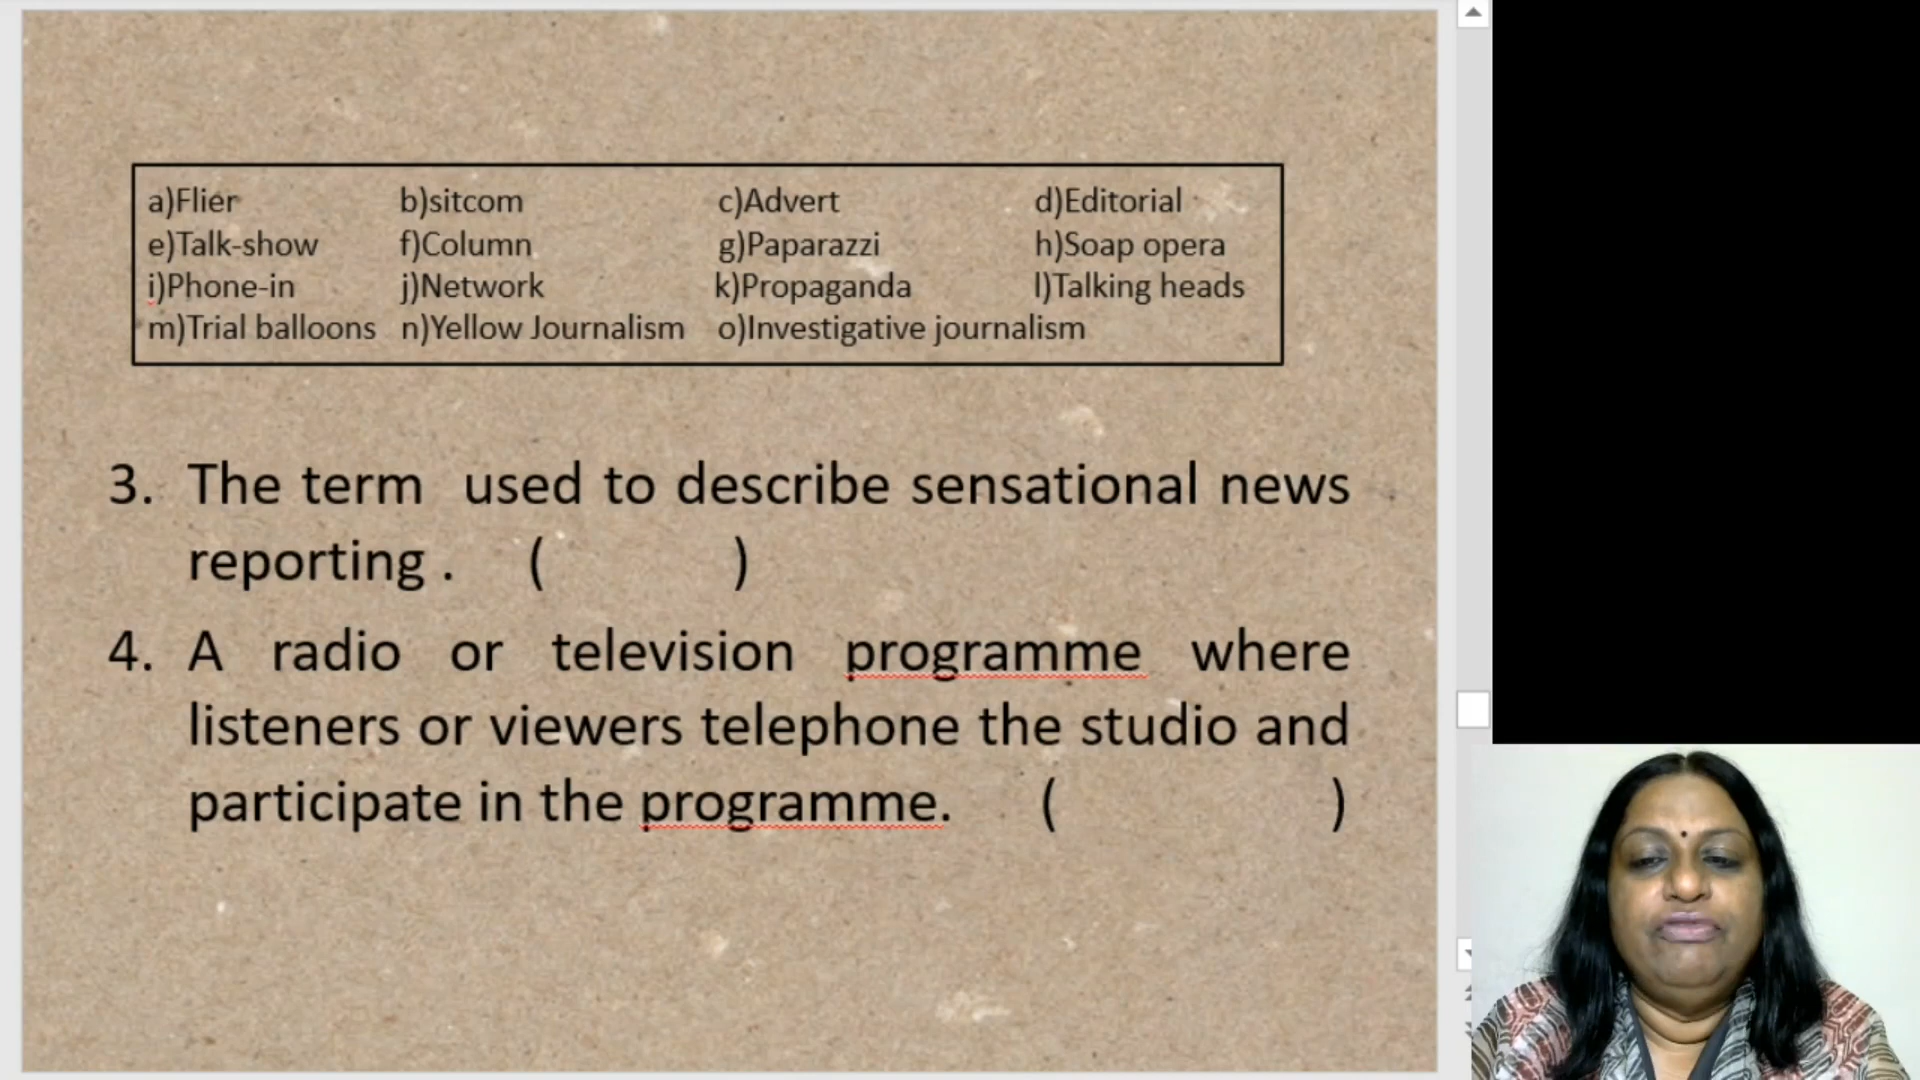 a)Flier b)sitcom c)Advert d)Editorial
e)Talk-show f)Column g)Paparazzi h)Soap opera
i)Phone-in j)Network k)Propaganda l)Talking heads
m)Trial balloons n)Yellow Journalism o)Investigative journalism
3. The term used to describe sensational news
reporting . ( )
4. A radio or television programme where
listeners or viewers telephone the studio and
participate in the programme. ( )